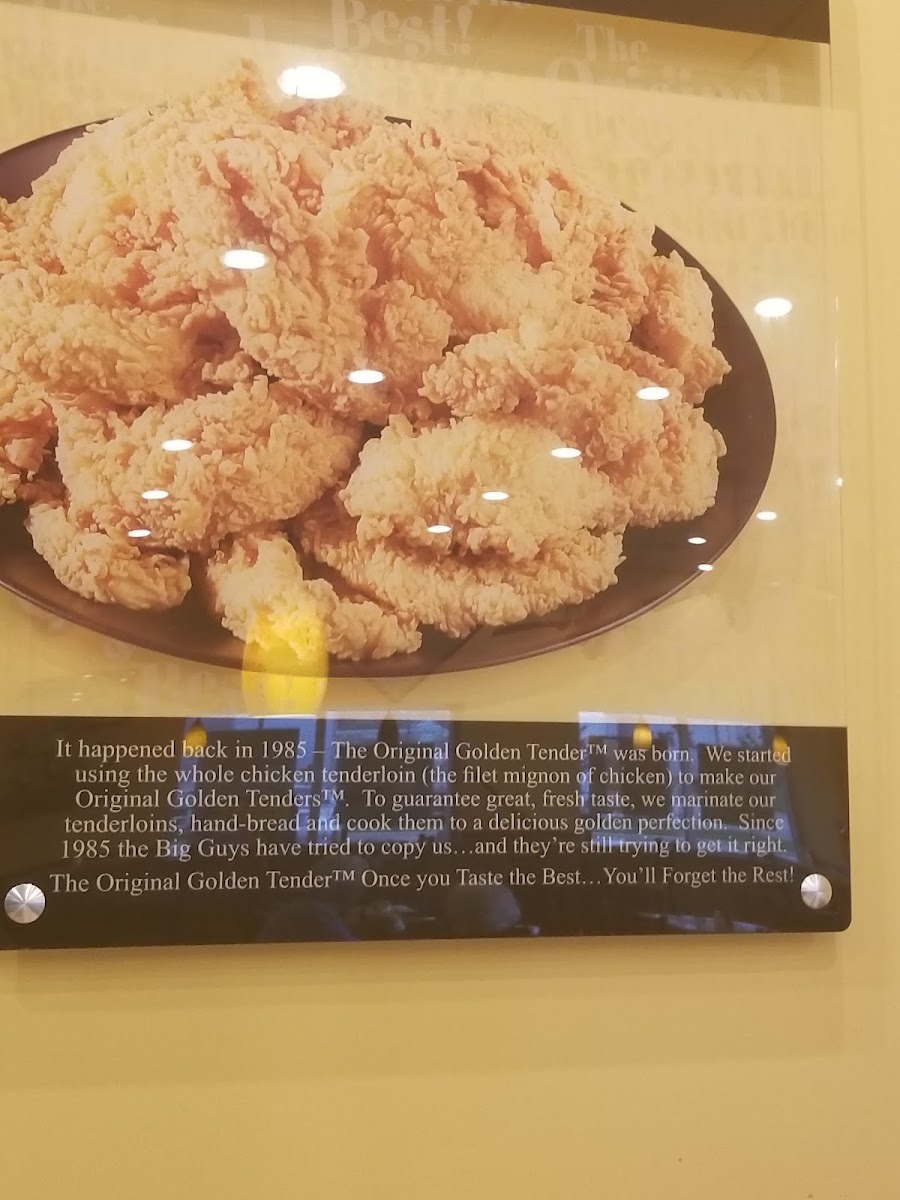 Best!
The
Original
It happened back in 1985 – The Original Golden Tender™ was born. We started
using the whole chicken tenderloin (the filet mignon of chicken) to make our
Original Golden Tenders™. To guarantee great, fresh taste, we marinate our
tenderloins, hand-bread and cook them to a delicious golden perfection. Since
1985 the Big Guys have tried to copy us…and they're still trying to get it right.
The Original Golden Tender™ Once you Taste the Best…You'll Forget the Rest!